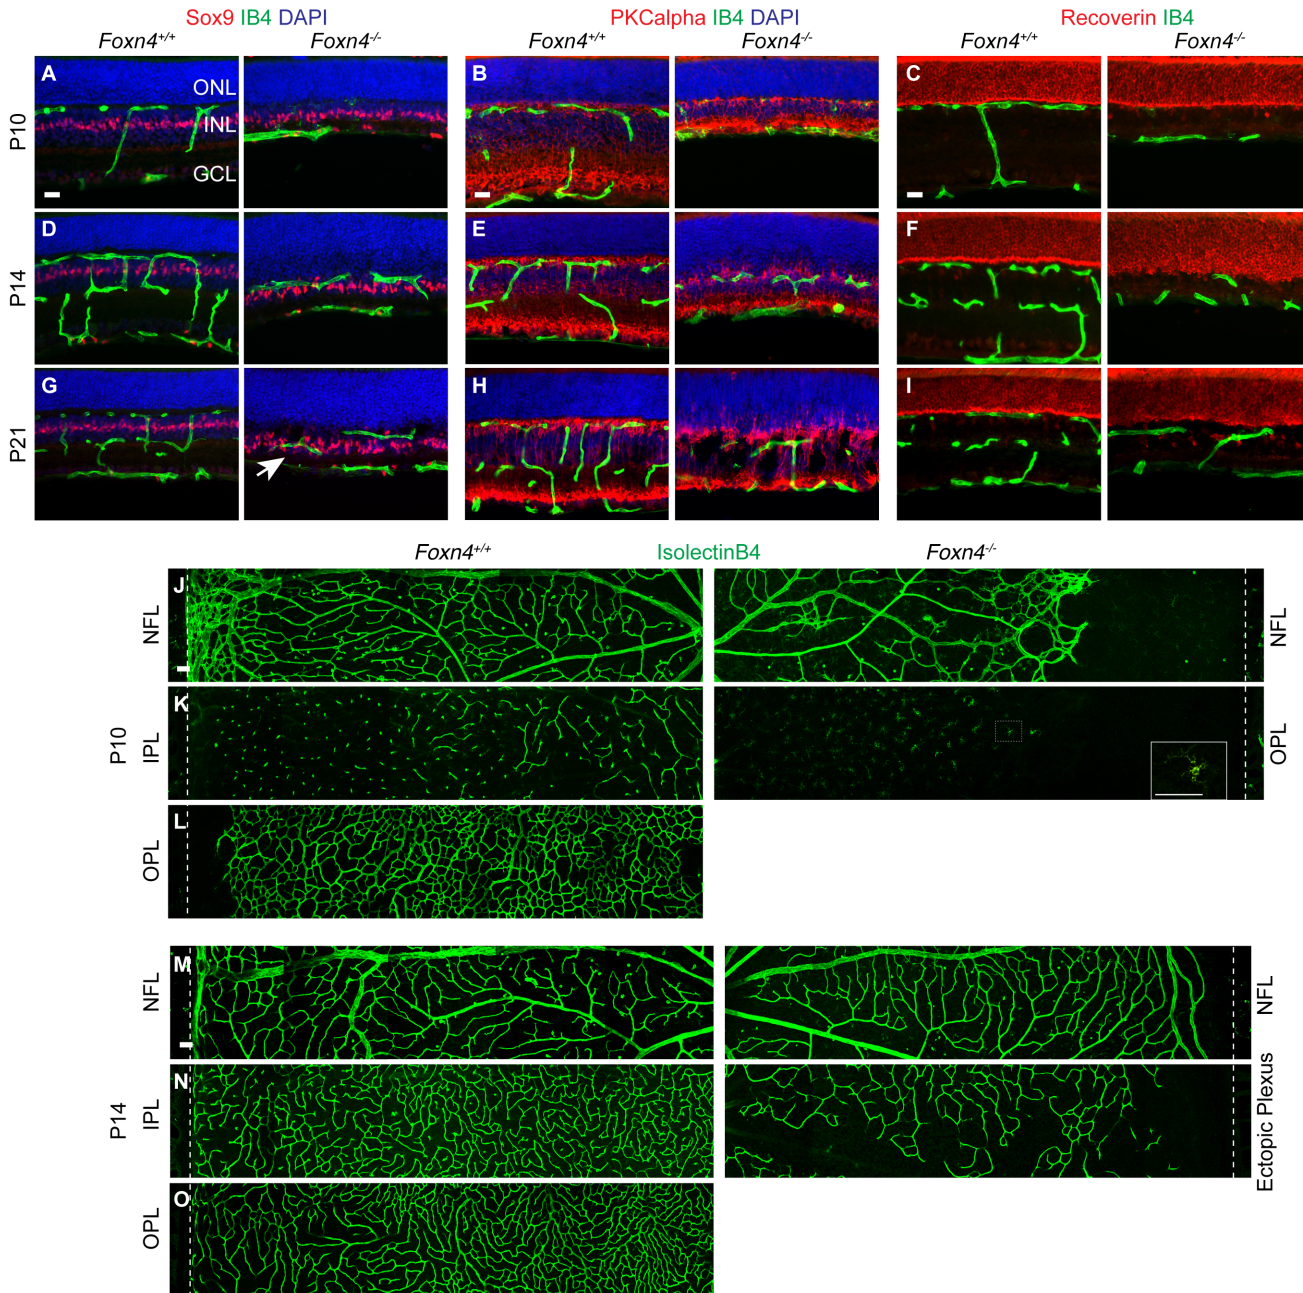 Sox9 IB4 DAPI PKCalpha IB4 DAPI Recoverin IB4
Foxn4+/+ Foxn4-/- Foxn4+/+ Foxn4-/- Foxn4+/+ Foxn4-/-
P10
A ONL INL GCL
B
C
P14
D
E
F
P21
G
H
I
Foxn4+/+ IsolectinB4 Foxn4-/-
P10
J NFL NFL
K IPL OPL
L OPL
P14
M NFL NFL
N IPL Ectopic Plexus
O OPL